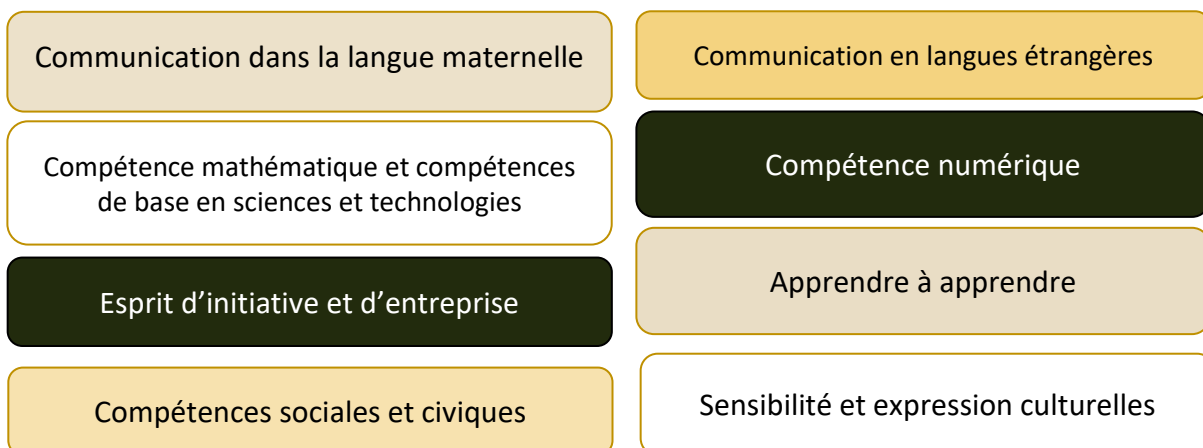 Communication dans la langue maternelle
Communication en langues étrangères
Compétence mathématique et compétences
de base en sciences et technologies
Compétence numérique
Esprit d’initiative et d’entreprise
Apprendre à apprendre
Compétences sociales et civiques
Sensibilité et expression culturelles